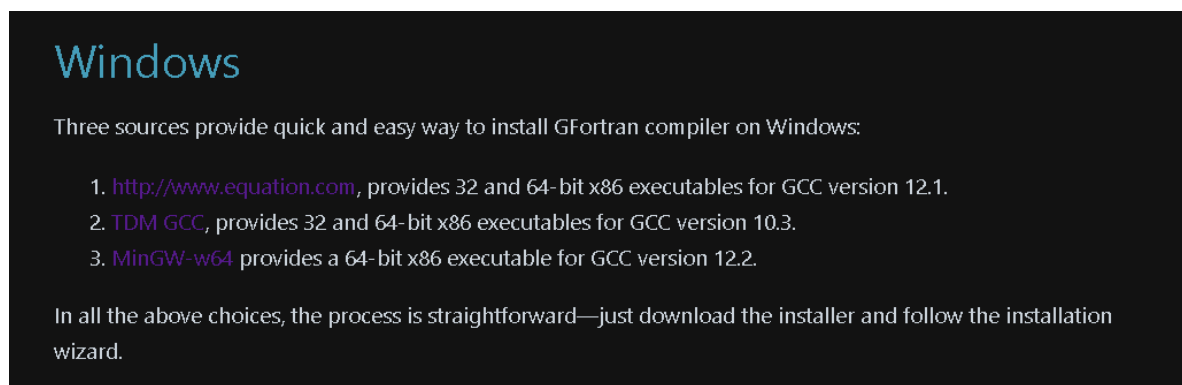 Windows
Three sources provide quick and easy way to install GFortran compiler on Windows:
1. http://www.equation.com, provides 32 and 64-bit x86 executables for GCC version 12.1.
2. TDM GCC, provides 32 and 64-bit x86 executables for GCC version 10.3.
3. MinGW-w64 provides a 64-bit x86 executable for GCC version 12.2.
In all the above choices, the process is straightforward—just download the installer and follow the installation
wizard.